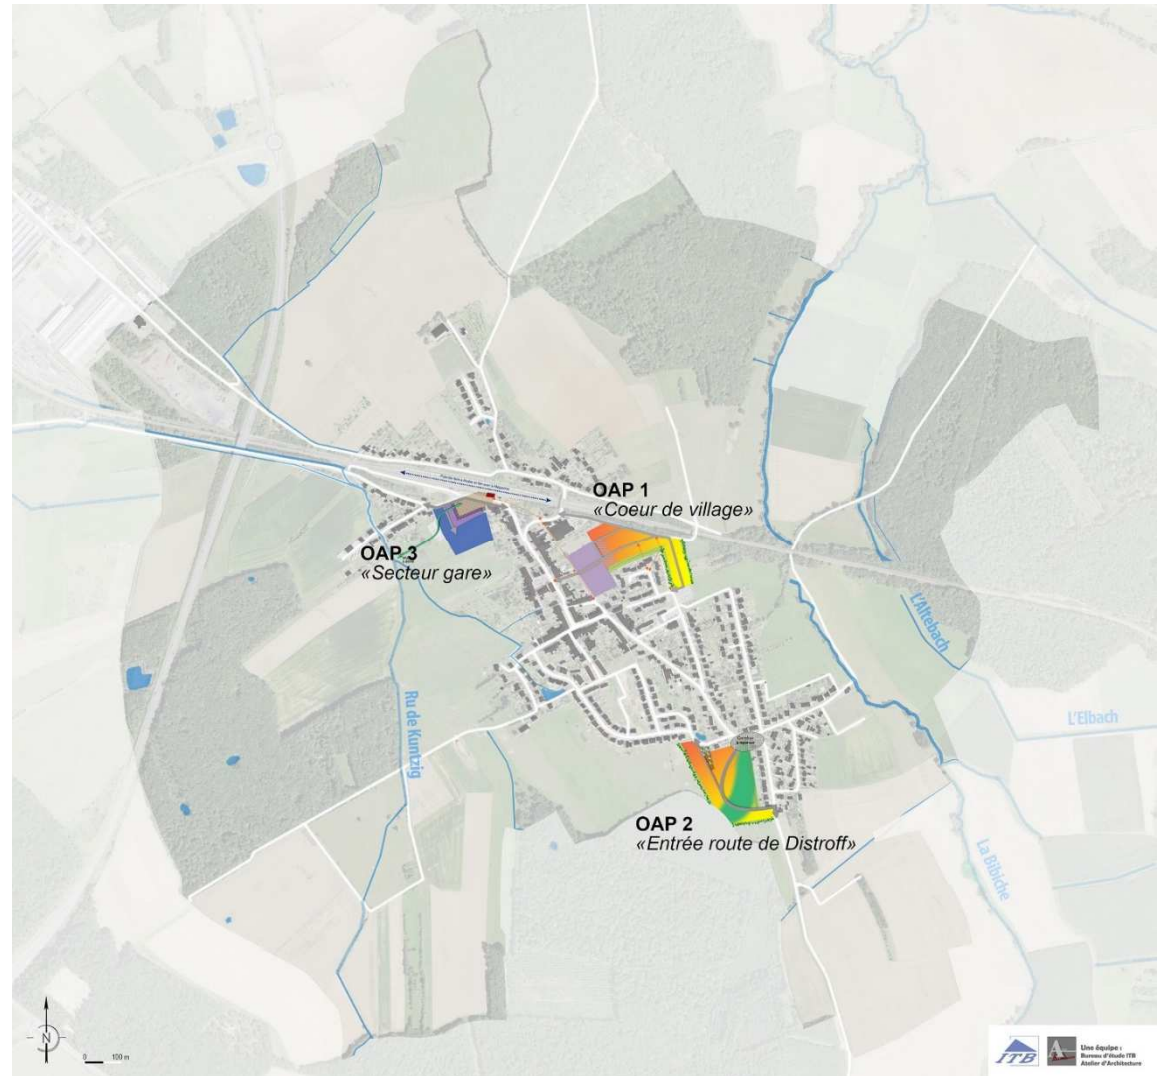 OAP 1
«Coeur de village»
OAP 3
«Secteur gare»
L'Altebach
L'Elbach
Ru de Kuntzig
OAP 2
«Entrée route de Distroff»
La Bibiche
N
0 100 m
ITB
Une équipe :
Bureau d'étude ITB
Atelier d'Architecture